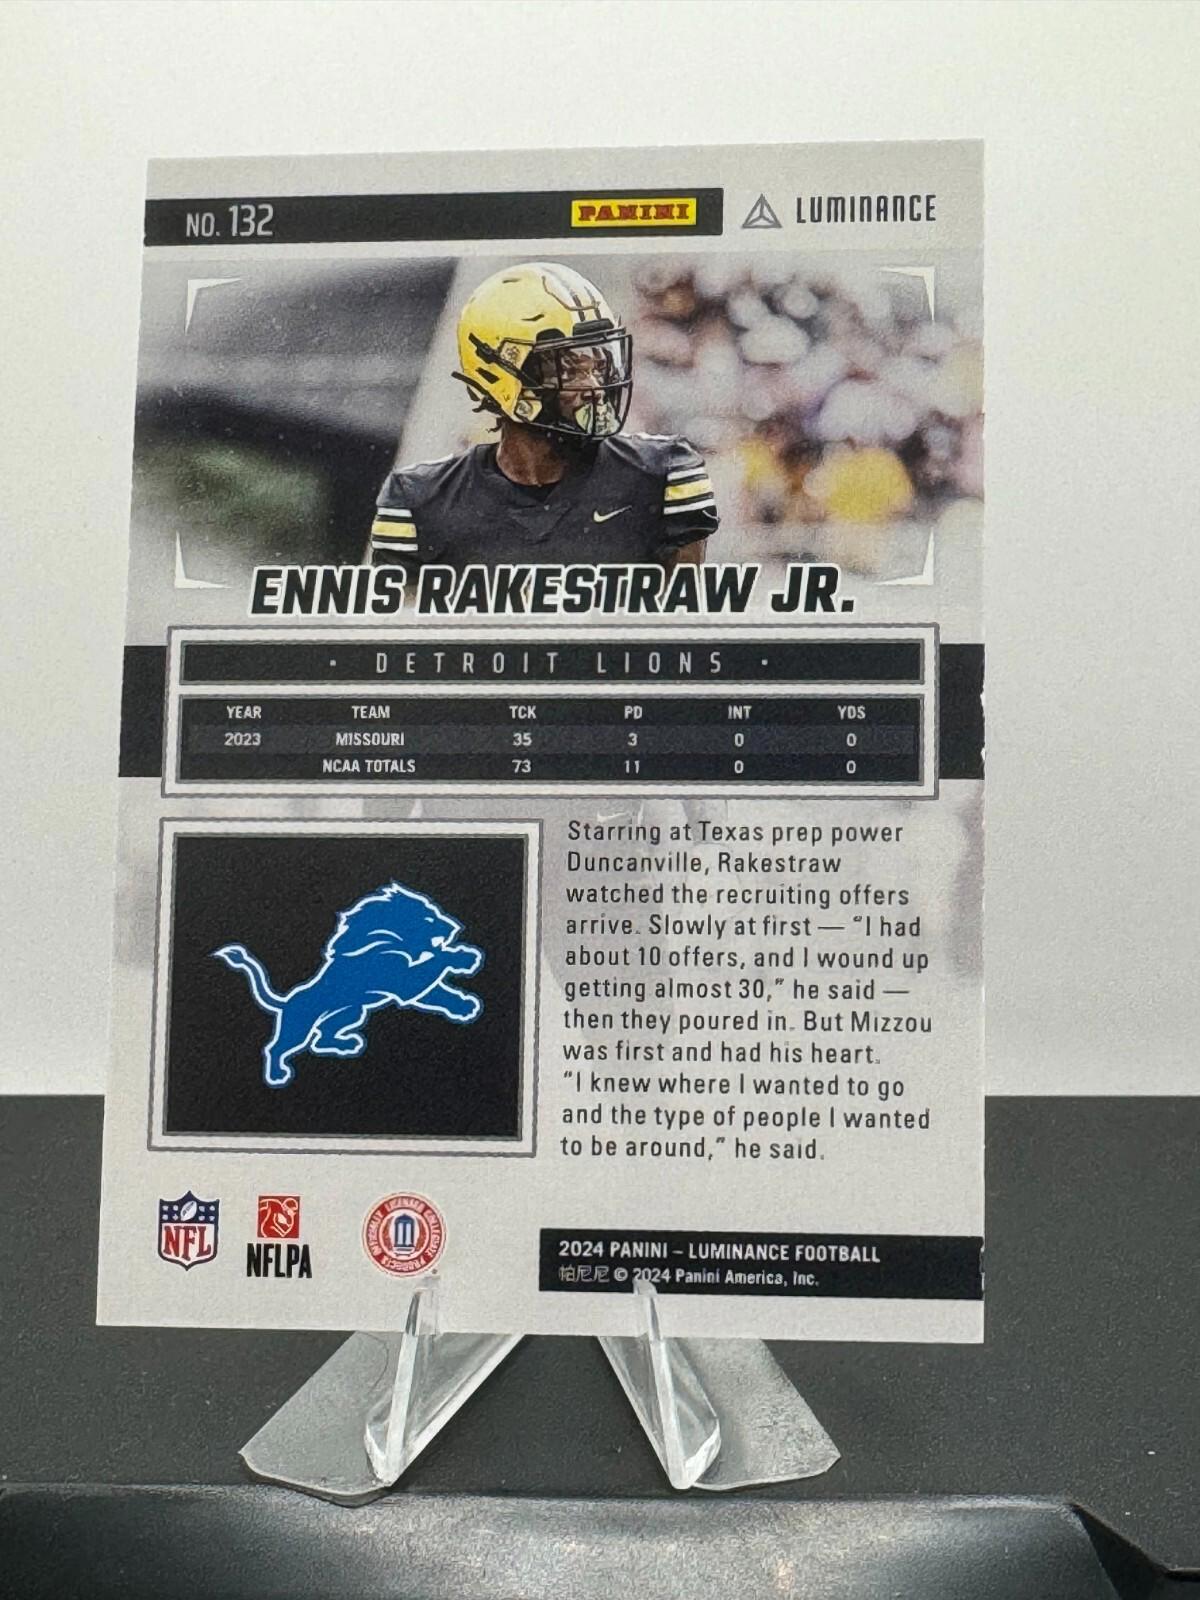 NO. 132
PANINI
LUMINANCE
ENNIS RAKESTRAW JR.
· DETROIT LIONS ·
YEAR TEAM TCK PD INT YDS
2023 MISSOURI 35 3 0 0
NCAA TOTALS 73 11 0 0
Starring at Texas prep power
Duncanville, Rakestraw
watched the recruiting offers
arrive. Slowly at first — “I had
about 10 offers, and I wound up
getting almost 30,” he said —
then they poured in. But Mizzou
was first and had his heart.
“I knew where I wanted to go
and the type of people I wanted
to be around,” he said.
NFL
NFLPA
OFFICIALLY LICENSED COLLEGIATE PRODUCTS
2024 PANINI – LUMINANCE FOOTBALL
帕尼尼 © 2024 Panini America, Inc.